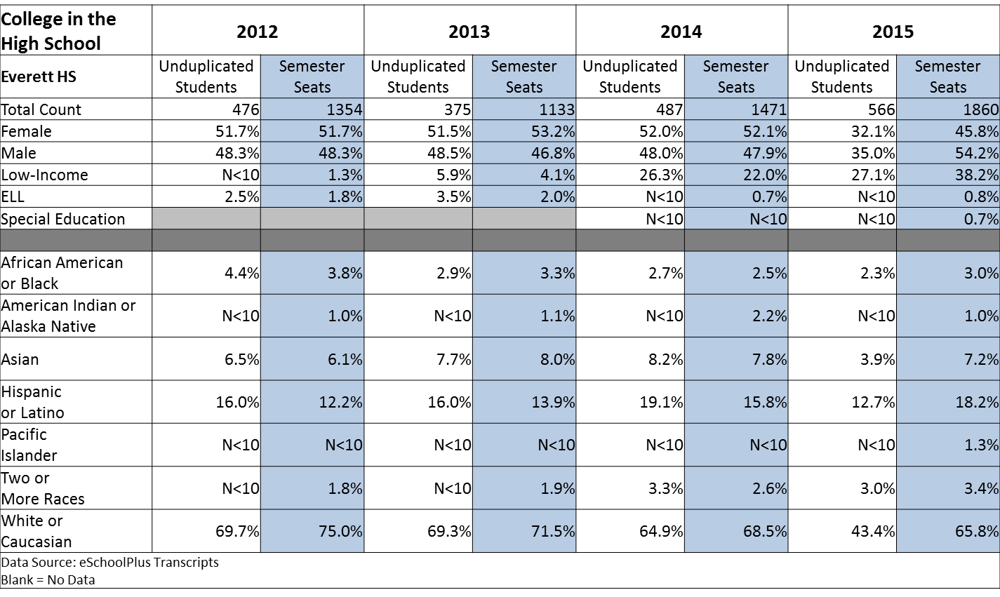 College in the
High School
2012 2013 2014 2015
Everett HS
Unduplicated Students Semester Seats Unduplicated Students Semester Seats Unduplicated Students Semester Seats Unduplicated Students Semester Seats
Total Count 476 1354 375 1133 487 1471 566 1860
Female 51.7% 51.7% 51.5% 53.2% 52.0% 52.1% 32.1% 45.8%
Male 48.3% 48.3% 48.5% 46.8% 48.0% 47.9% 35.0% 54.2%
Low-Income N<10 1.3% 5.9% 4.1% 26.3% 22.0% 27.1% 38.2%
ELL 2.5% 1.8% 3.5% 2.0% N<10 0.7% N<10 0.8%
Special Education N<10 N<10 N<10 0.7%
African American
or Black 4.4% 3.8% 2.9% 3.3% 2.7% 2.5% 2.3% 3.0%
American Indian or
Alaska Native N<10 1.0% N<10 1.1% N<10 2.2% N<10 1.0%
Asian 6.5% 6.1% 7.7% 8.0% 8.2% 7.8% 3.9% 7.2%
Hispanic
or Latino 16.0% 12.2% 16.0% 13.9% 19.1% 15.8% 12.7% 18.2%
Pacific
Islander N<10 N<10 N<10 N<10 N<10 N<10 N<10 1.3%
Two or
More Races N<10 1.8% N<10 1.9% 3.3% 2.6% 3.0% 3.4%
White or
Caucasian 69.7% 75.0% 69.3% 71.5% 64.9% 68.5% 43.4% 65.8%
Data Source: eSchoolPlus Transcripts
Blank = No Data